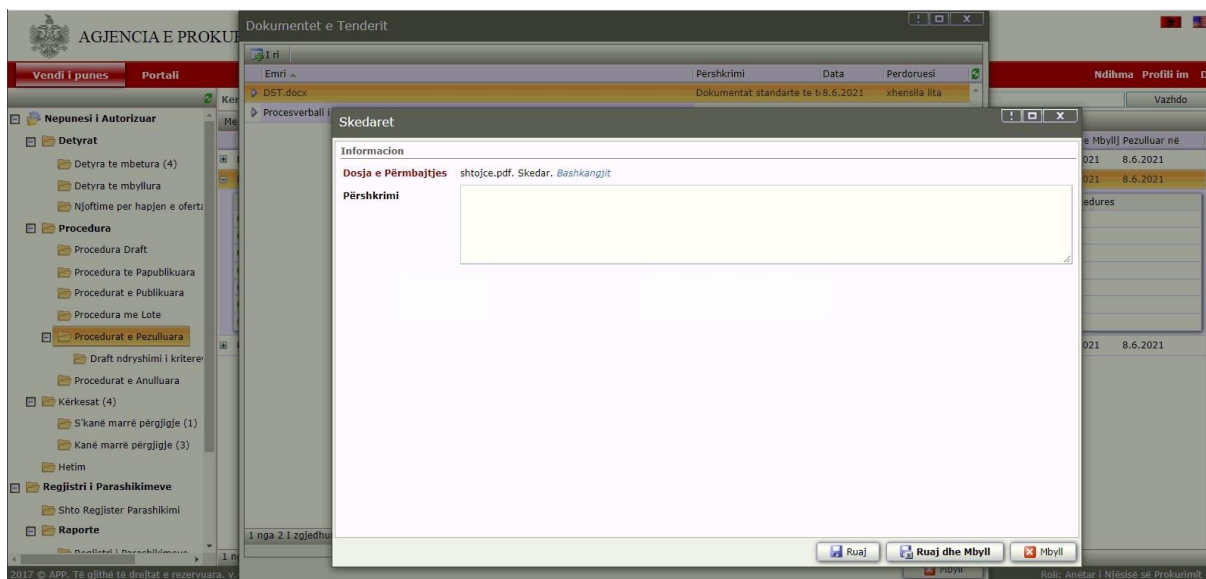 AGJENCIA E PROKU
Dokumentet e Tenderit
I ri
Vendi i punes Portali
Ndihma Profili im
Emri Përshkrimi Data Perdoruesi
DST.docx Dokumentat standarte te 8.6.2021 xhensila lita
Procesverbali i
Vazhdo
Skedaret
Informacion
Dosja e Përmbajtjes shtojce.pdf. Skedar. Bashkangjit
Përshkrimi
Nepunesi i Autorizuar
Detyrat
Detyra te mbetura (4)
Detyra te mbyllura
Njoftime per hapjen e oferta
Procedura
Procedura Draft
Procedura te Papublikuara
Procedurat e Publikuara
Procedura me Lote
Procedurat e Pezulluara
Draft ndryshimi i kritere
Procedurat e Anulluara
Kërkesat (4)
S'kanë marrë përgjigje (1)
Kanë marrë përgjigje (3)
Hetim
Regjistri i Parashikimeve
Shto Regjister Parashikimi
Raporte
e Mbyllj Pezulluar në
021 8.6.2021
021 8.6.2021
edures
021 8.6.2021
1 nga 2 I zgjedhu
Ruaj Ruaj dhe Mbyll Mbyll
Mbyll
2017 © APP. Të gjithë të drejtat e rezervuara. v.
Roli: Anëtar i Njësisë së Prokurimit